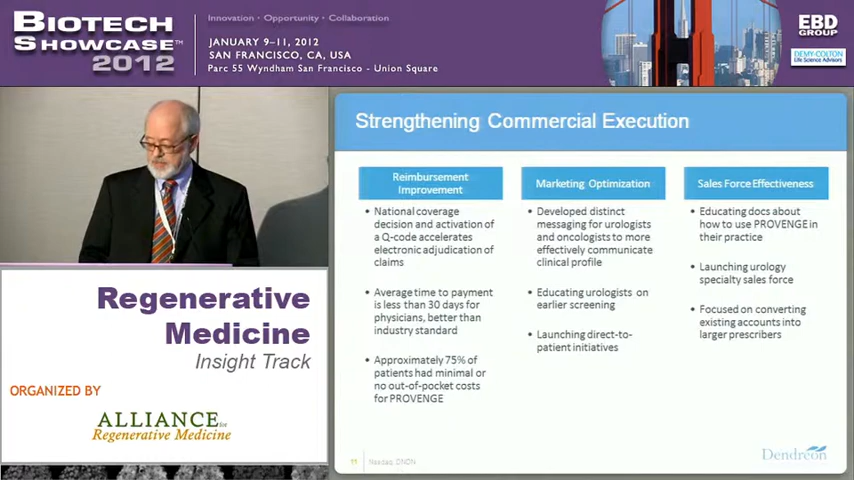 BIOTECH
SHOWCASE™
2012
Innovation · Opportunity · Collaboration
JANUARY 9–11, 2012
SAN FRANCISCO, CA, USA
Parc 55 Wyndham San Francisco - Union Square
EBD
GROUP
DEMY-COLTON
Life Science Advisors
Regenerative
Medicine
Insight Track
ORGANIZED BY
ALLIANCE for
Regenerative Medicine
Strengthening Commercial Execution
Reimbursement
Improvement
• National coverage
decision and activation of
a Q-code accelerates
electronic adjudication of
claims
• Average time to payment
is less than 30 days for
physicians, better than
industry standard
• Approximately 75% of
patients had minimal or
no out-of-pocket costs
for PROVENGE
Marketing Optimization
• Developed distinct
messaging for urologists
and oncologists to more
effectively communicate
clinical profile
• Educating urologists on
earlier screening
• Launching direct-to-
patient initiatives
Sales Force Effectiveness
• Educating docs about
how to use PROVENGE in
their practice
• Launching urology
specialty sales force
• Focused on converting
existing accounts into
larger prescribers
Nasdaq: DNDN
Dendreon